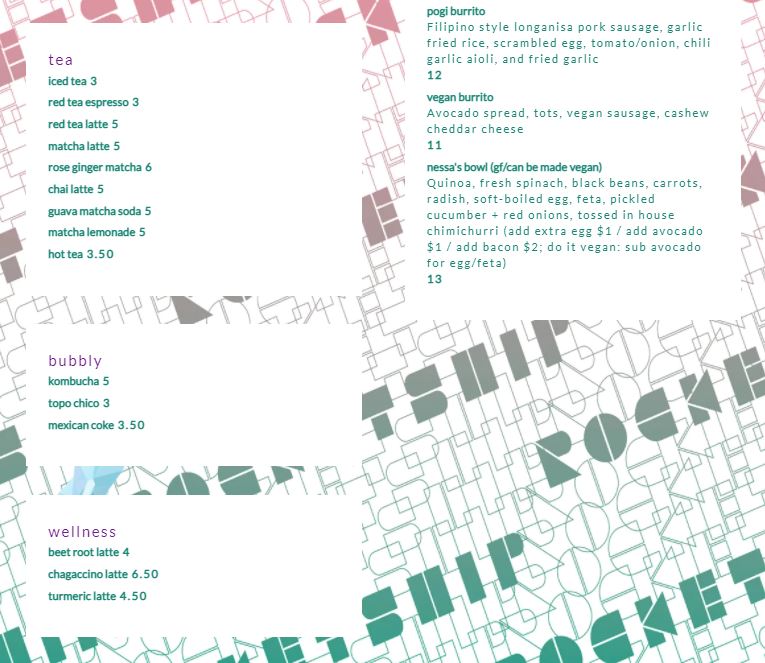 tea
iced tea 3
red tea espresso 3
red tea latte 5
matcha latte 5
rose ginger matcha 6
chai latte 5
guava matcha soda 5
matcha lemonade 5
hot tea 3.50
bubbly
kombucha 5
topo chico 3
mexican coke 3.50
wellness
beet root latte 4
chagaccino latte 6.50
turmeric latte 4.50
pogi burrito
Filipino style longanisa pork sausage, garlic
fried rice, scrambled egg, tomato/onion, chili
garlic aioli, and fried garlic
12
vegan burrito
Avocado spread, tots, vegan sausage, cashew
cheddar cheese
11
nessa's bowl (gf/can be made vegan)
Quinoa, fresh spinach, black beans, carrots,
radish, soft-boiled egg, feta, pickled
cucumber + red onions, tossed in house
chimichurri (add extra egg $1 / add avocado
$1 / add bacon $2; do it vegan: sub avocado
for egg/feta)
13